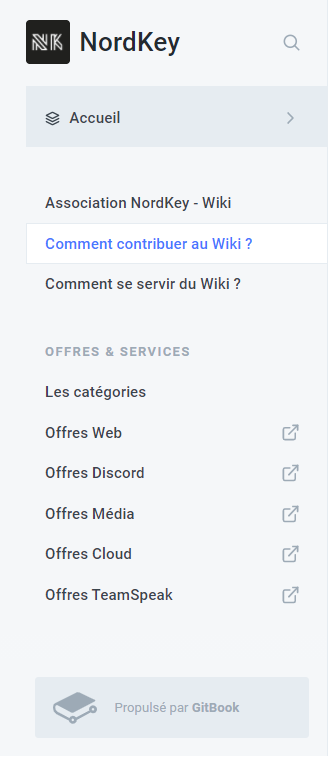 NK NordKey
Accueil
Association NordKey - Wiki
Comment contribuer au Wiki ?
Comment se servir du Wiki ?
OFFRES & SERVICES
Les catégories
Offres Web
Offres Discord
Offres Média
Offres Cloud
Offres TeamSpeak
Propulsé par GitBook